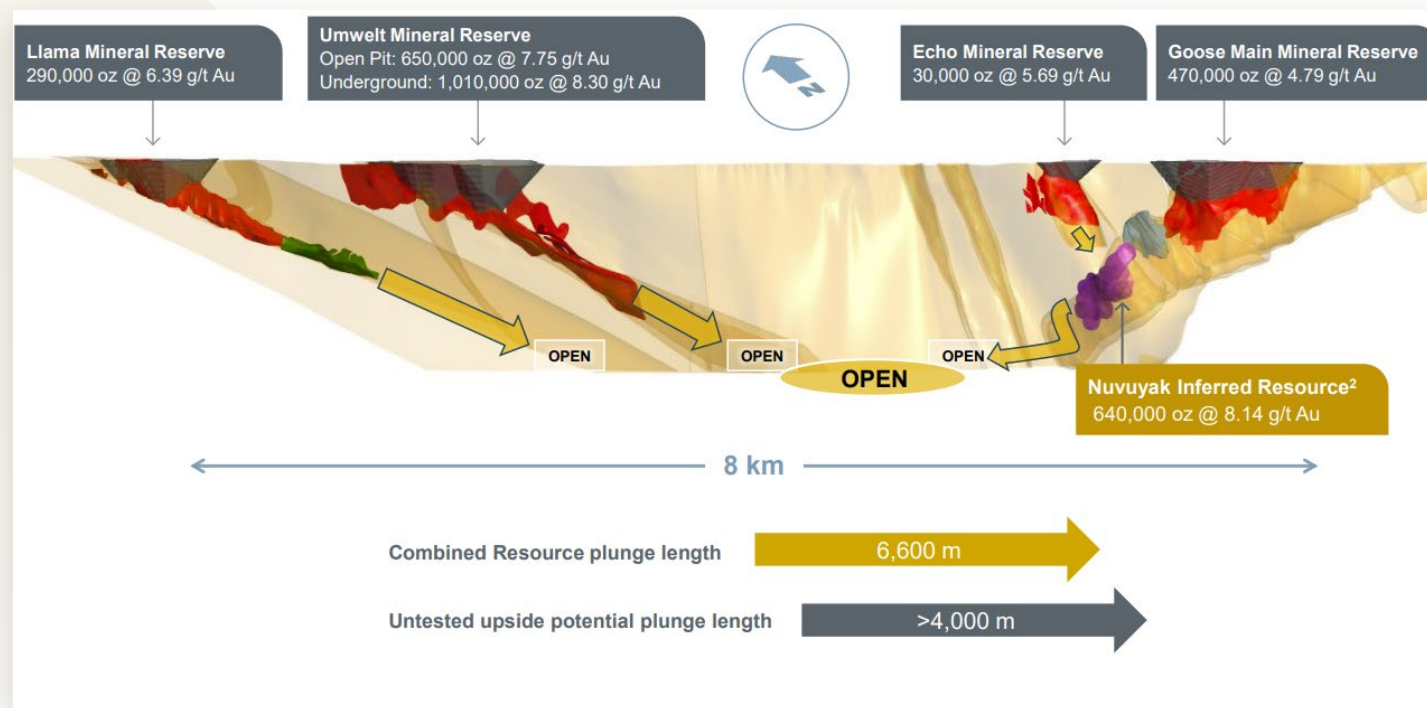 Llama Mineral Reserve
290,000 oz @ 6.39 g/t Au
Umwelt Mineral Reserve
Open Pit: 650,000 oz @ 7.75 g/t Au
Underground: 1,010,000 oz @ 8.30 g/t Au
N
Echo Mineral Reserve
30,000 oz @ 5.69 g/t Au
Goose Main Mineral Reserve
470,000 oz @ 4.79 g/t Au
OPEN
OPEN
OPEN
OPEN
Nuvuyak Inferred Resource²
640,000 oz @ 8.14 g/t Au
8 km
Combined Resource plunge length
6,600 m
Untested upside potential plunge length
>4,000 m